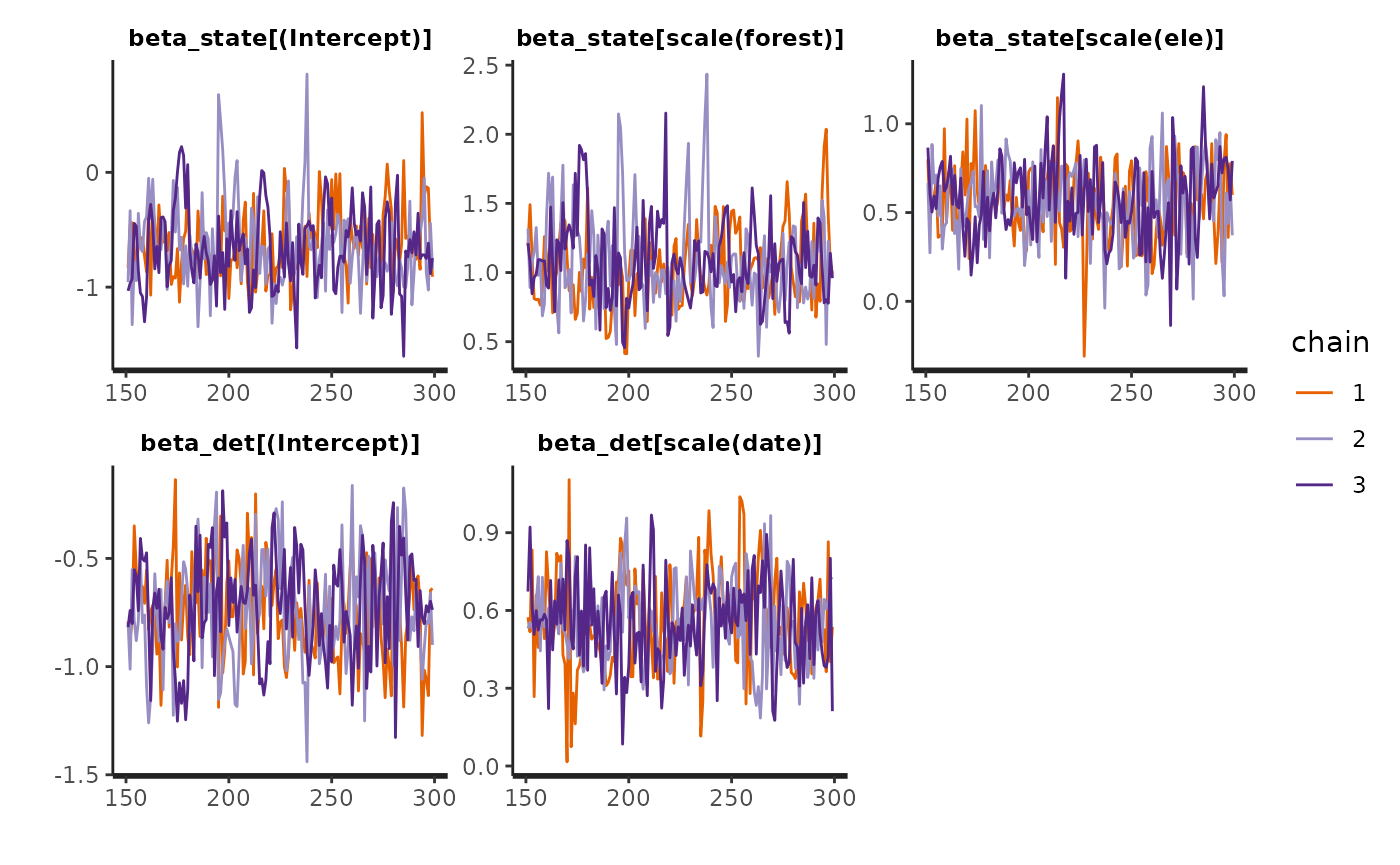 beta_state[(Intercept)] beta_state[scale(forest)] beta_state[scale(ele)]
0
-1
150 200 250 300
2.5
2.0
1.5
1.0
0.5
150 200 250 300
1.0
0.5
0.0
150 200 250 300
beta_det[(Intercept)] beta_det[scale(date)]
-0.5
-1.0
-1.5
150 200 250 300
0.9
0.6
0.3
0.0
150 200 250 300
chain
1
2
3